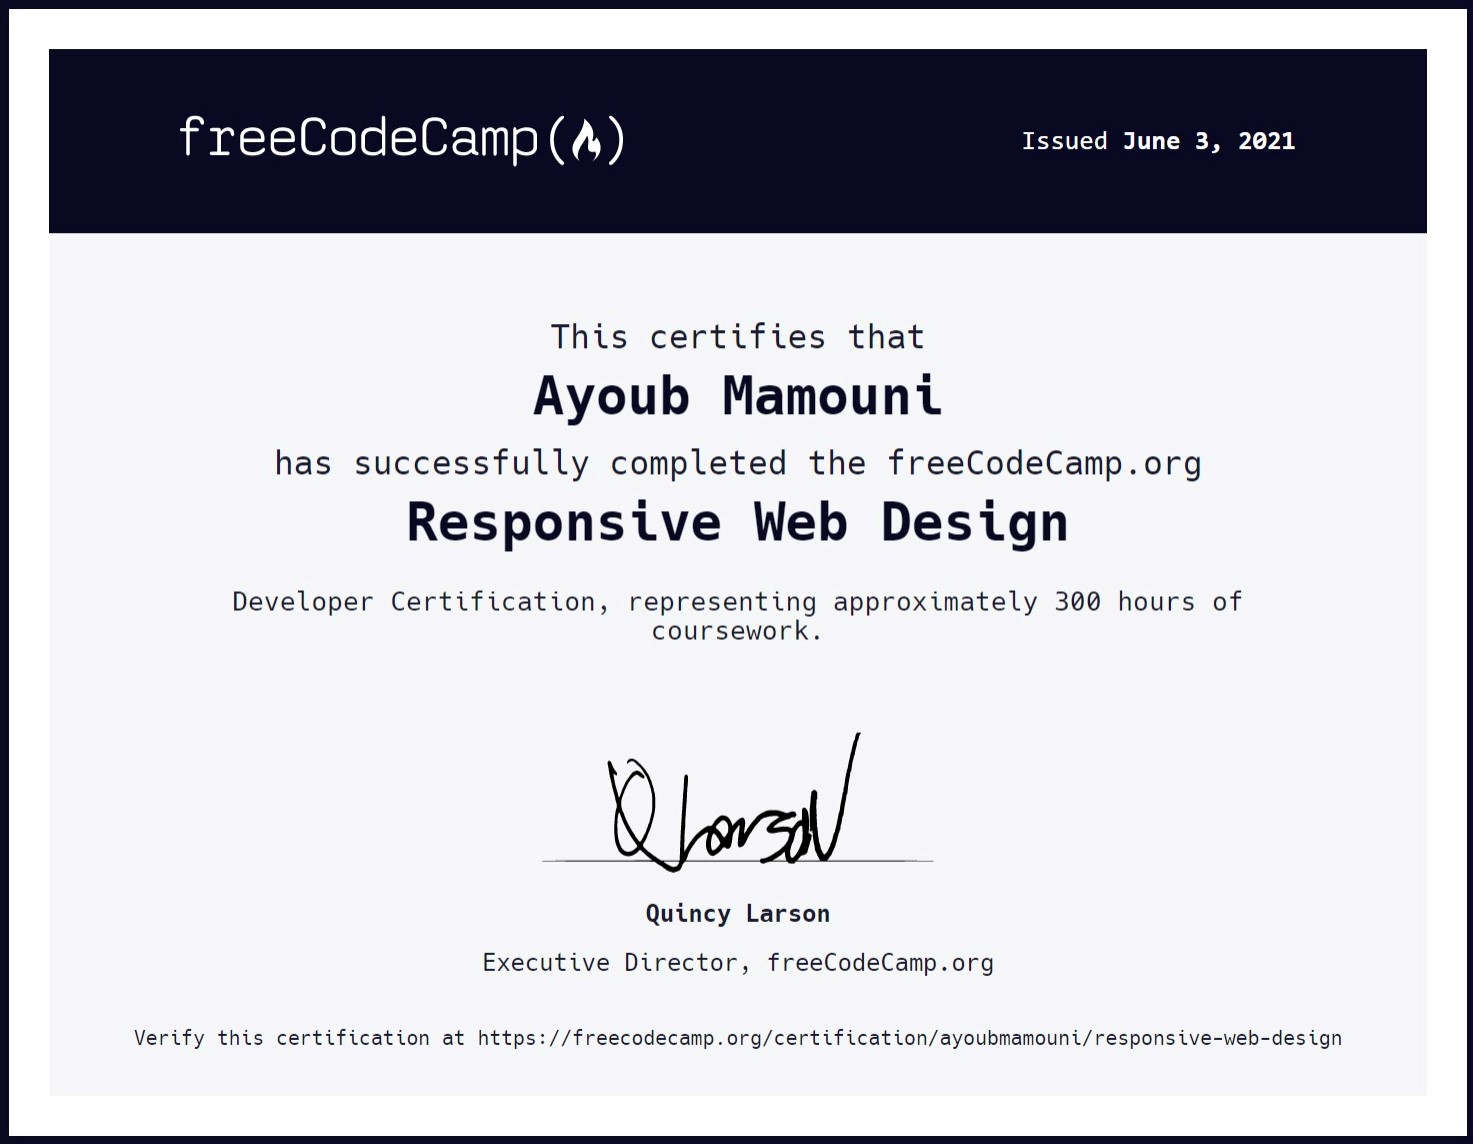 freeCodeCamp(🔥)
Issued June 3, 2021
This certifies that
Ayoub Mamouni
has successfully completed the freeCodeCamp.org
Responsive Web Design
Developer Certification, representing approximately 300 hours of
coursework.
QLarson
Quincy Larson
Executive Director, freeCodeCamp.org
Verify this certification at https://freecodecamp.org/certification/ayoubmamouni/responsive-web-design